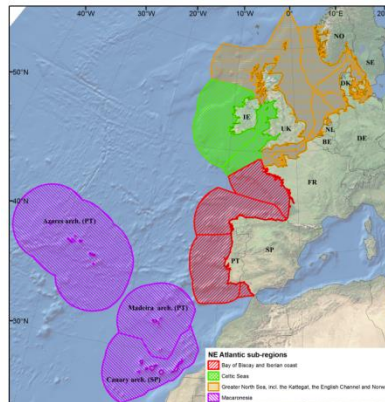 50°W
40°W
30°W
20°W
10°W
0°
10°E
20°E
NO
SE
50°N
DK
IE
UK
NL
BE
DE
FR
40°N
Azores arch. (PT)
PT
SP
Madeira arch. (PT)
30°N
Canary arch. (SP)
NE Atlantic sub-regions
Bay of Biscay and Iberian coast
Celtic Seas
Greater North Sea, incl. the Kattegat, the English Channel and
Macaronesia